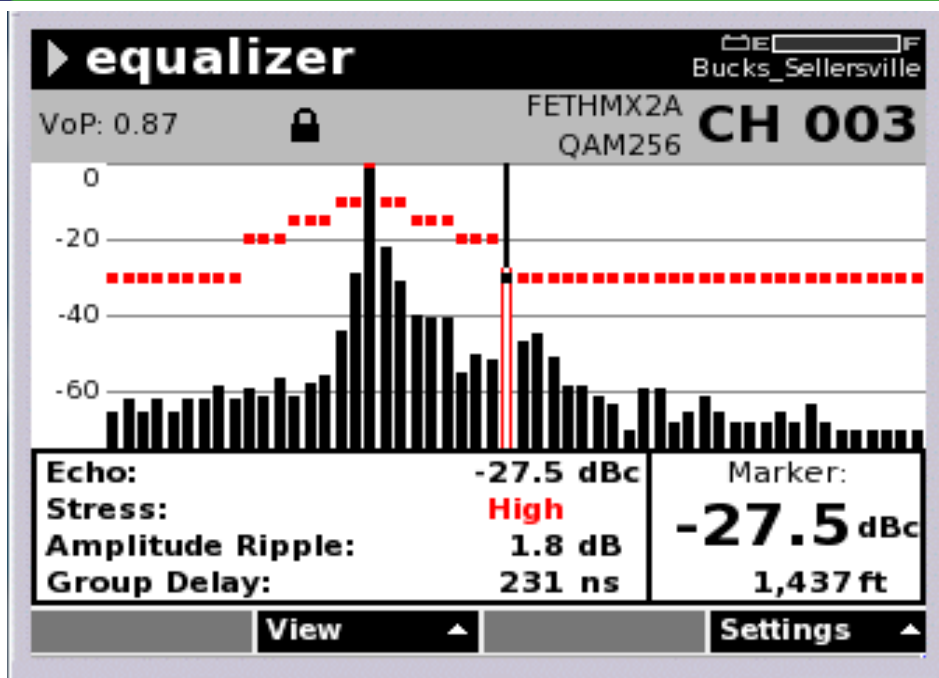 equalizer
E F
Bucks_Sellersville
VoP: 0.87
FETHMX2A
QAM256
CH 003
0
-20
-40
-60
Echo: -27.5 dBc
Stress: High
Amplitude Ripple: 1.8 dB
Group Delay: 231 ns
Marker:
-27.5 dBc
1,437 ft
View
Settings